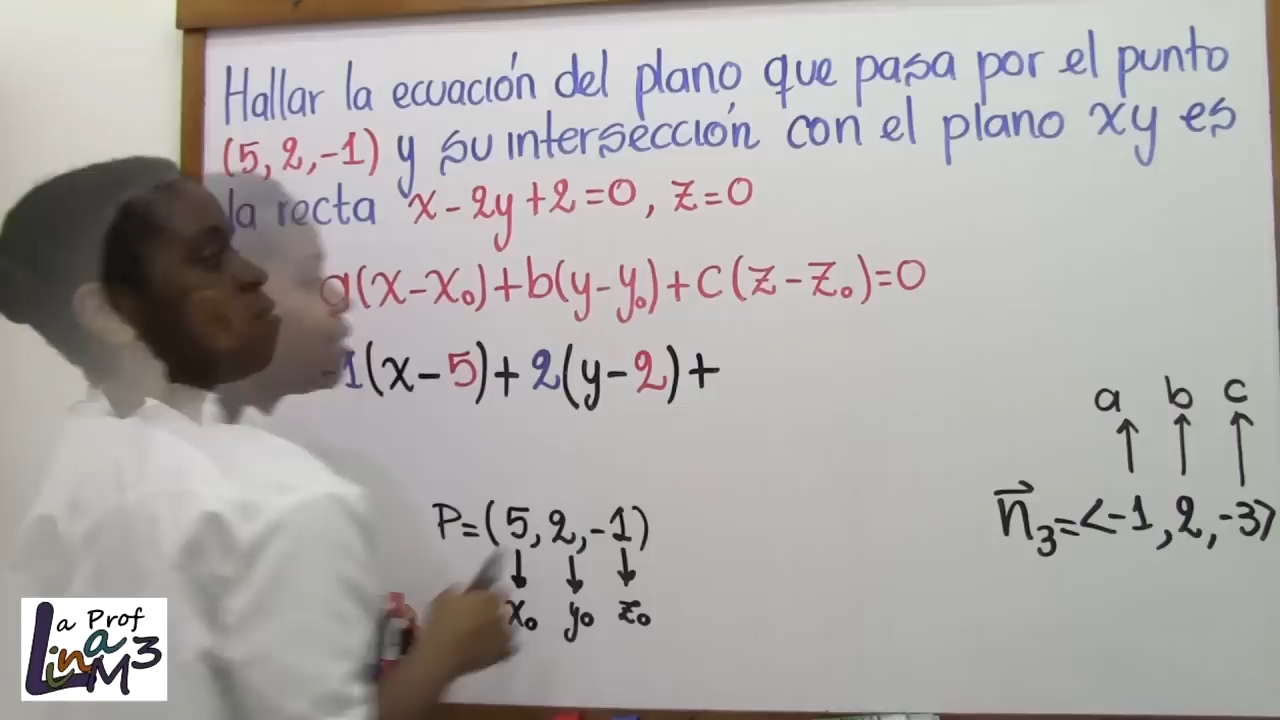 Hallar la ecuación del plano que pasa por el punto
(5, 2, -1) y su intersección con el plano xy es
la recta x - 2y + 2 = 0, z = 0
a(x - x₀) + b(y - y₀) + c(z - z₀) = 0
-1(x - 5) + 2(y - 2) +
a b c
↑ ↑ ↑
n⃗₃ = <-1, 2, -3>
P = (5, 2, -1)
↓ ↓ ↓
x₀ y₀ z₀
La Prof
Lina M3